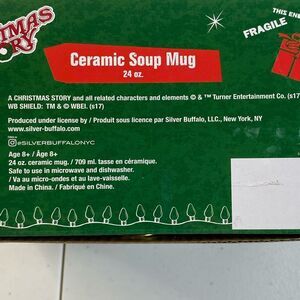 CHRISTMAS
STORY
THIS EN
FRAGILE
Ceramic Soup Mug
24 oz.
A CHRISTMAS STORY and all related characters and elements © & ™ Turner Entertainment Co. (s17)
WB SHIELD: TM & © WBEI. (s17)
Produced under license by / Produit sous licence par Silver Buffalo, LLC., New York, NY
www.silver-buffalo.com
@SILVERBUFFALONYC
Age 8+/ Âge 8+
24 oz. ceramic mug. / 709 ml. tasse en céramique.
Safe to use in microwave and dishwasher.
/ Va au micro-ondes et au lave-vaisselle.
Made in China. / Fabriqué en Chine.